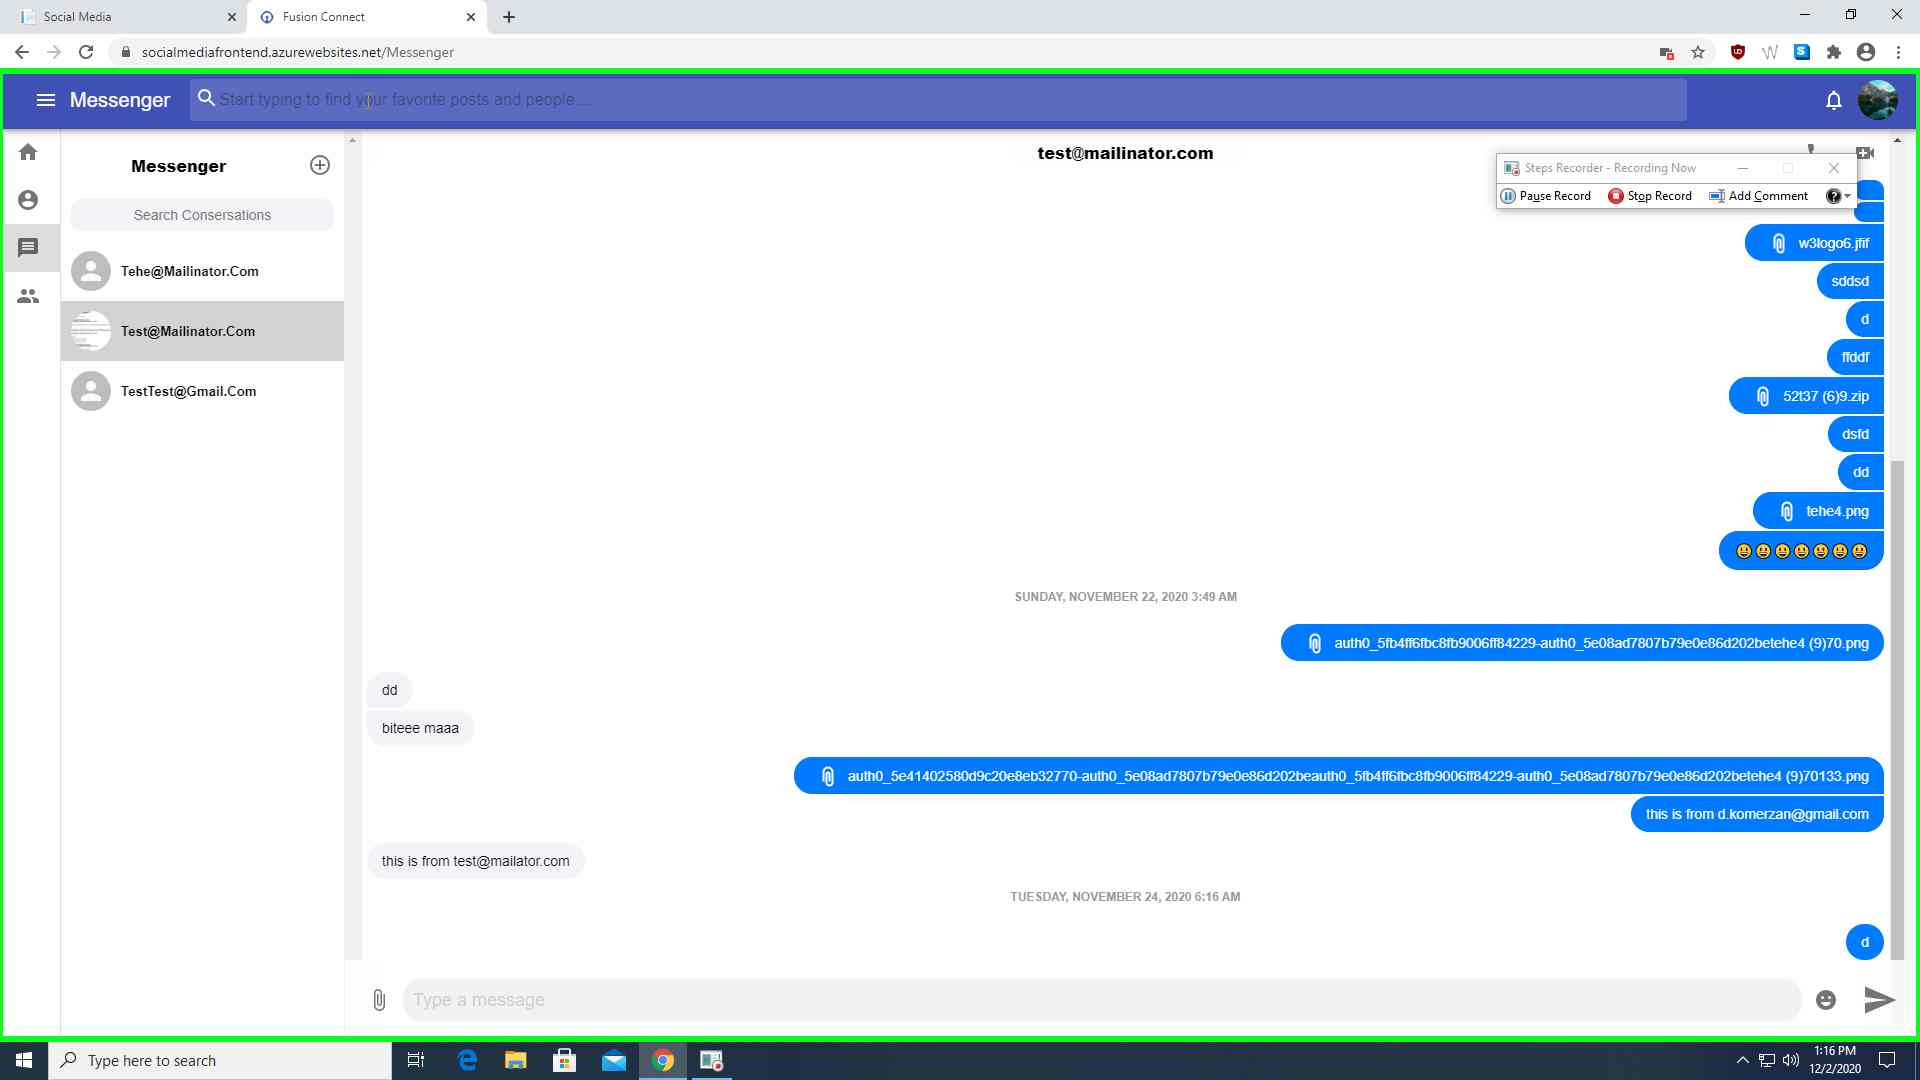 Social Media
Fusion Connect
socialmediafrontend.azurewebsites.net/Messenger
Messenger
Start typing to find your favorite posts and people....
Messenger
Search Consersations
Tehe@Mailinator.Com
Test@Mailinator.Com
TestTest@Gmail.Com
test@mailinator.com
Steps Recorder - Recording Now
Pause Record
Stop Record
Add Comment
w3logo6.jfif
sddsd
d
ffddf
52t37 (6)9.zip
dsfd
dd
tehe4.png
😀😀😀😀😀😀😀
SUNDAY, NOVEMBER 22, 2020 3:49 AM
auth0_5fb4ff6fbc8fb9006ff84229-auth0_5e08ad7807b79e0e86d202betehe4 (9)70.png
dd
biteee maaa
auth0_5e41402580d9c20e8eb32770-auth0_5e08ad7807b79e0e86d202beauth0_5fb4ff6fbc8fb9006ff84229-auth0_5e08ad7807b79e0e86d202betehe4 (9)70133.png
this is from d.komerzan@gmail.com
this is from test@mailator.com
TUESDAY, NOVEMBER 24, 2020 6:16 AM
d
Type a message
Type here to search
1:16 PM
12/2/2020